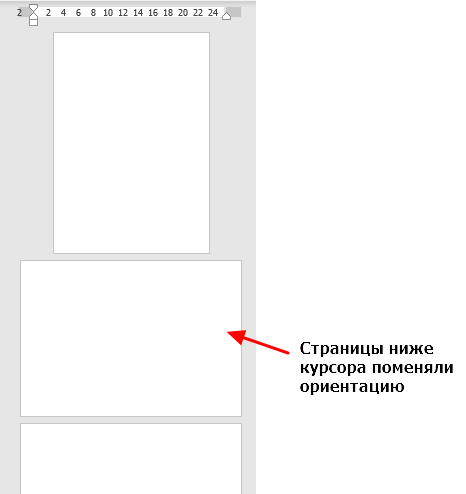 2 2 4 6 8 10 12 14 16 18 20 22 24
Страницы ниже
курсора поменяли
ориентацию